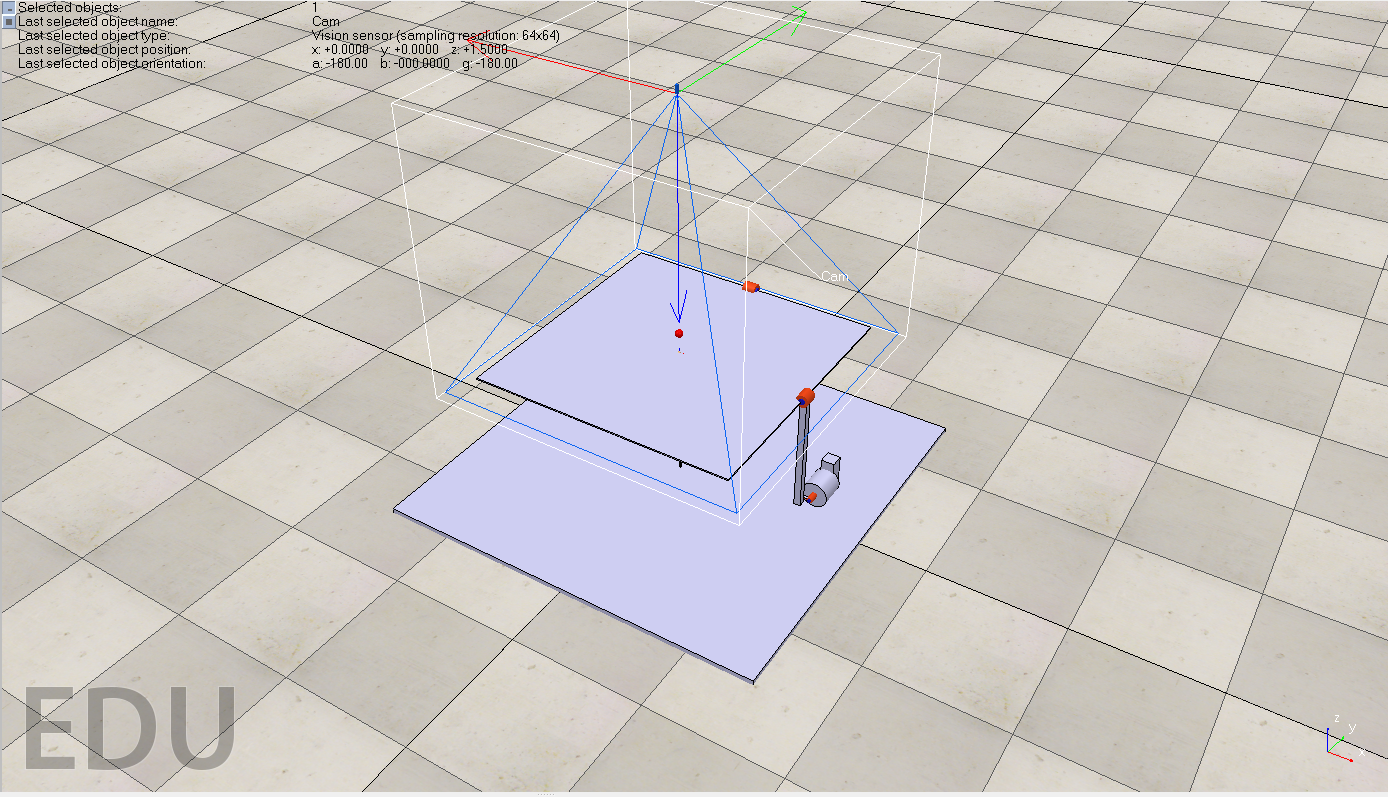 Selected objects: 1
Last selected object name: Cam
Last selected object type: Vision sensor (sampling resolution: 64x64)
Last selected object position: x: +0.0000 y: +0.0000 z: +1.5000
Last selected object orientation: a: -180.00 b: -000.0000 g: -180.00
Cam
EDU
z
y
x